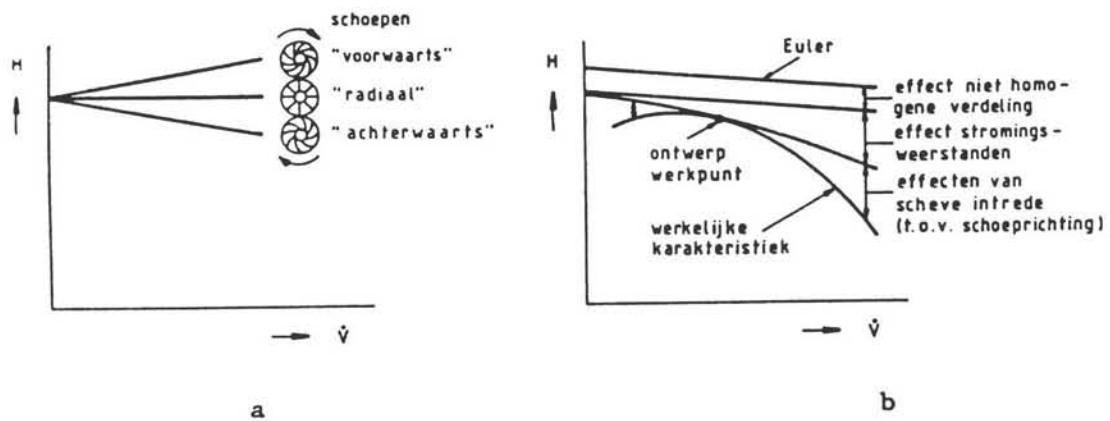 schoepen
H
"voorwaarts"
"radiaal"
"achterwaarts"
V̇
a
H
Euler
effect niet homo-
gene verdeling
effect stromings-
weerstanden
effecten van
scheve intrede
(t.o.v. schoeprichting)
ontwerp
werkpunt
werkelijke
karakteristiek
V̇
b